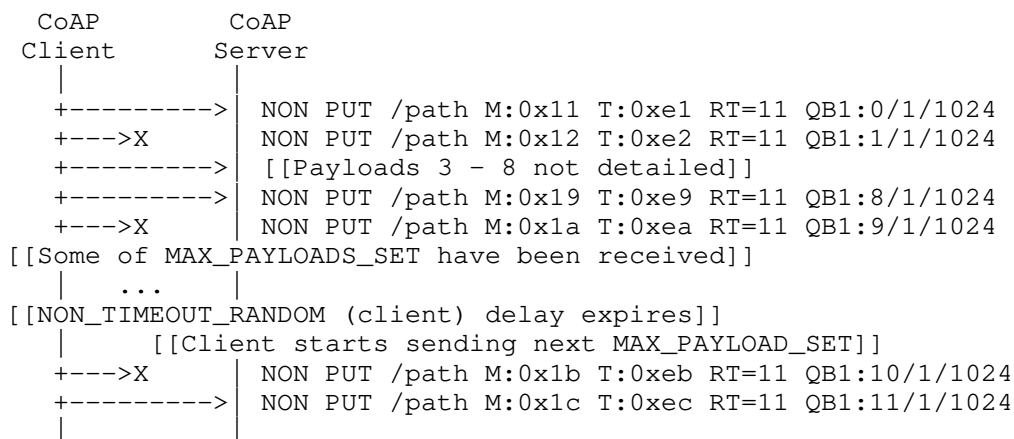 CoAP CoAP
Client Server
| |
+--------->| NON PUT /path M:0x11 T:0xe1 RT=11 QB1:0/1/1024
+--->X | NON PUT /path M:0x12 T:0xe2 RT=11 QB1:1/1/1024
+--------->| [[Payloads 3 - 8 not detailed]]
+--------->| NON PUT /path M:0x19 T:0xe9 RT=11 QB1:8/1/1024
+--->X | NON PUT /path M:0x1a T:0xea RT=11 QB1:9/1/1024
[[Some of MAX_PAYLOADS_SET have been received]]
| ... |
[[NON_TIMEOUT_RANDOM (client) delay expires]]
| [[Client starts sending next MAX_PAYLOAD_SET]]
+--->X | NON PUT /path M:0x1b T:0xeb RT=11 QB1:10/1/1024
+--------->| NON PUT /path M:0x1c T:0xec RT=11 QB1:11/1/1024
| |